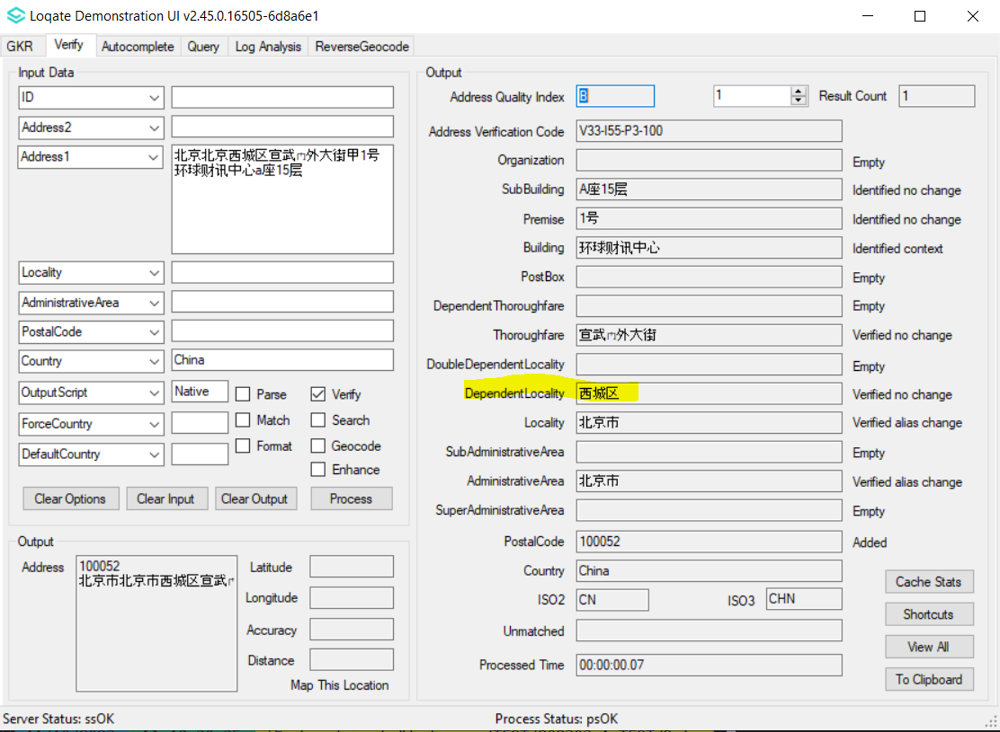 Loqate Demonstration UI v2.45.0.16505-6d8a6e1
GKR Verify Autocomplete Query Log Analysis ReverseGeocode
Input Data
ID
Address2
Address1 北京北京西城区宣武门外大街甲1号
环球财讯中心a座15层
Locality
AdministrativeArea
PostalCode
Country China
OutputScript Native Parse Verify
ForceCountry Match Search
DefaultCountry Format Geocode
Enhance
Clear Options Clear Input Clear Output Process
Output
Address 100052
北京市北京市西城区宣武
Latitude
Longitude
Accuracy
Distance
Map This Location
Output
Address Quality Index B 1 Result Count 1
Address Verification Code V33-I55-P3-100
Organization Empty
SubBuilding A座15层 Identified no change
Premise 1号 Identified no change
Building 环球财讯中心 Identified context
PostBox Empty
DependentThoroughfare Empty
Thoroughfare 宣武门外大街 Verified no change
DoubleDependentLocality Empty
DependentLocality 西城区 Verified no change
Locality 北京市 Verified alias change
SubAdministrativeArea Empty
AdministrativeArea 北京市 Verified alias change
SuperAdministrativeArea Empty
PostalCode 100052 Added
Country China
ISO2 CN ISO3 CHN
Unmatched
Processed Time 00:00:00.07
Cache Stats
Shortcuts
View All
To Clipboard
Server Status: ssOK Process Status: psOK